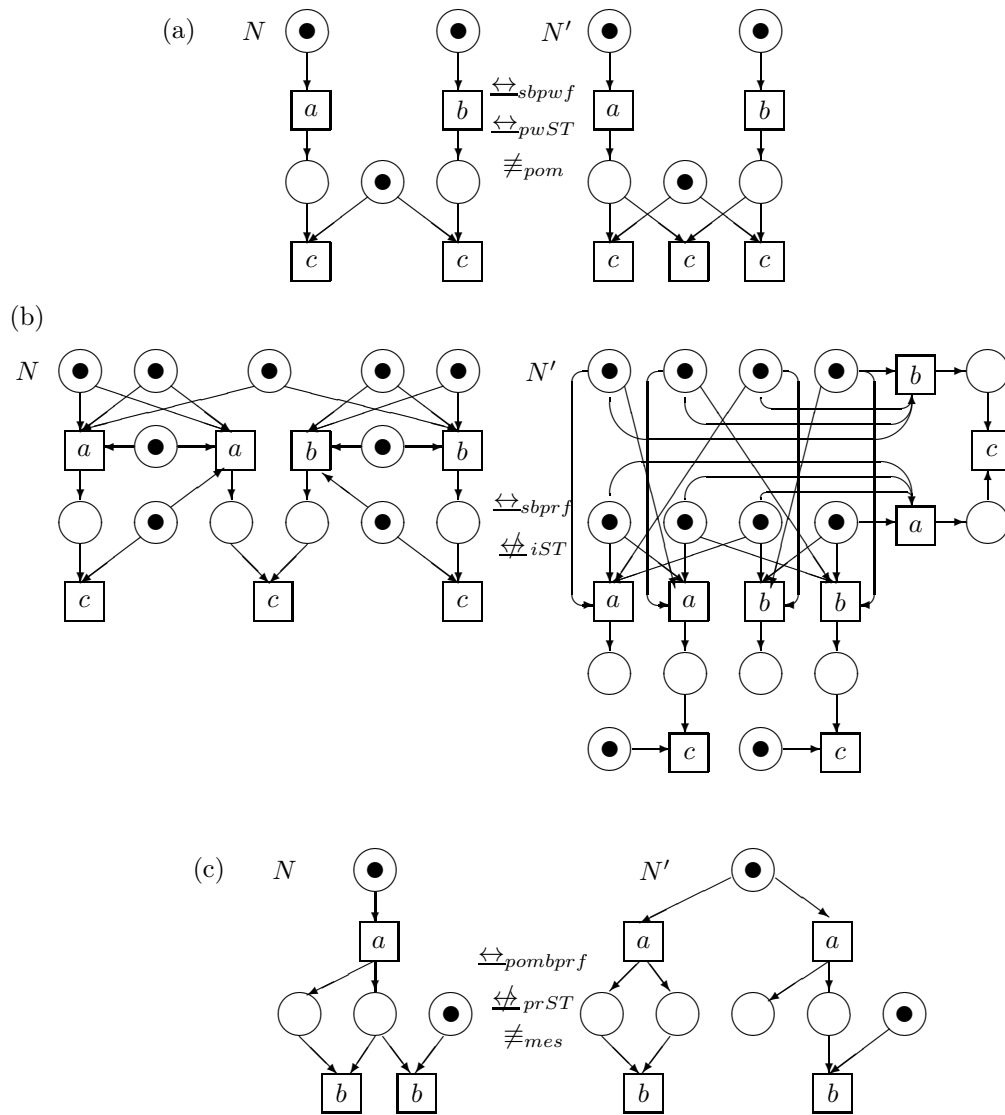 (a) N N′
a b ↔sbpwf a b
↔pwST
≢pom
c c c c c
(b)
N N′ b
a a b b c
↔sbprf
↮iST a
c c c a a b b
c c
(c) N N′
a a a
↔pombprf
↮prST
≢mes
b b b b